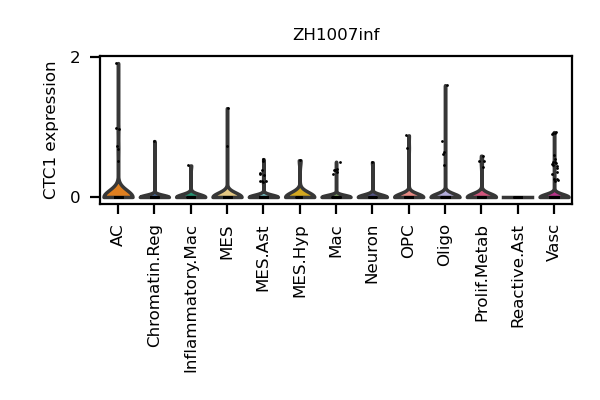 ZH1007inf
CTC1 expression
2
0
AC
Chromatin.Reg
Inflammatory.Mac
MES
MES.Ast
MES.Hyp
Mac
Neuron
OPC
Oligo
Prolif.Metab
Reactive.Ast
Vasc